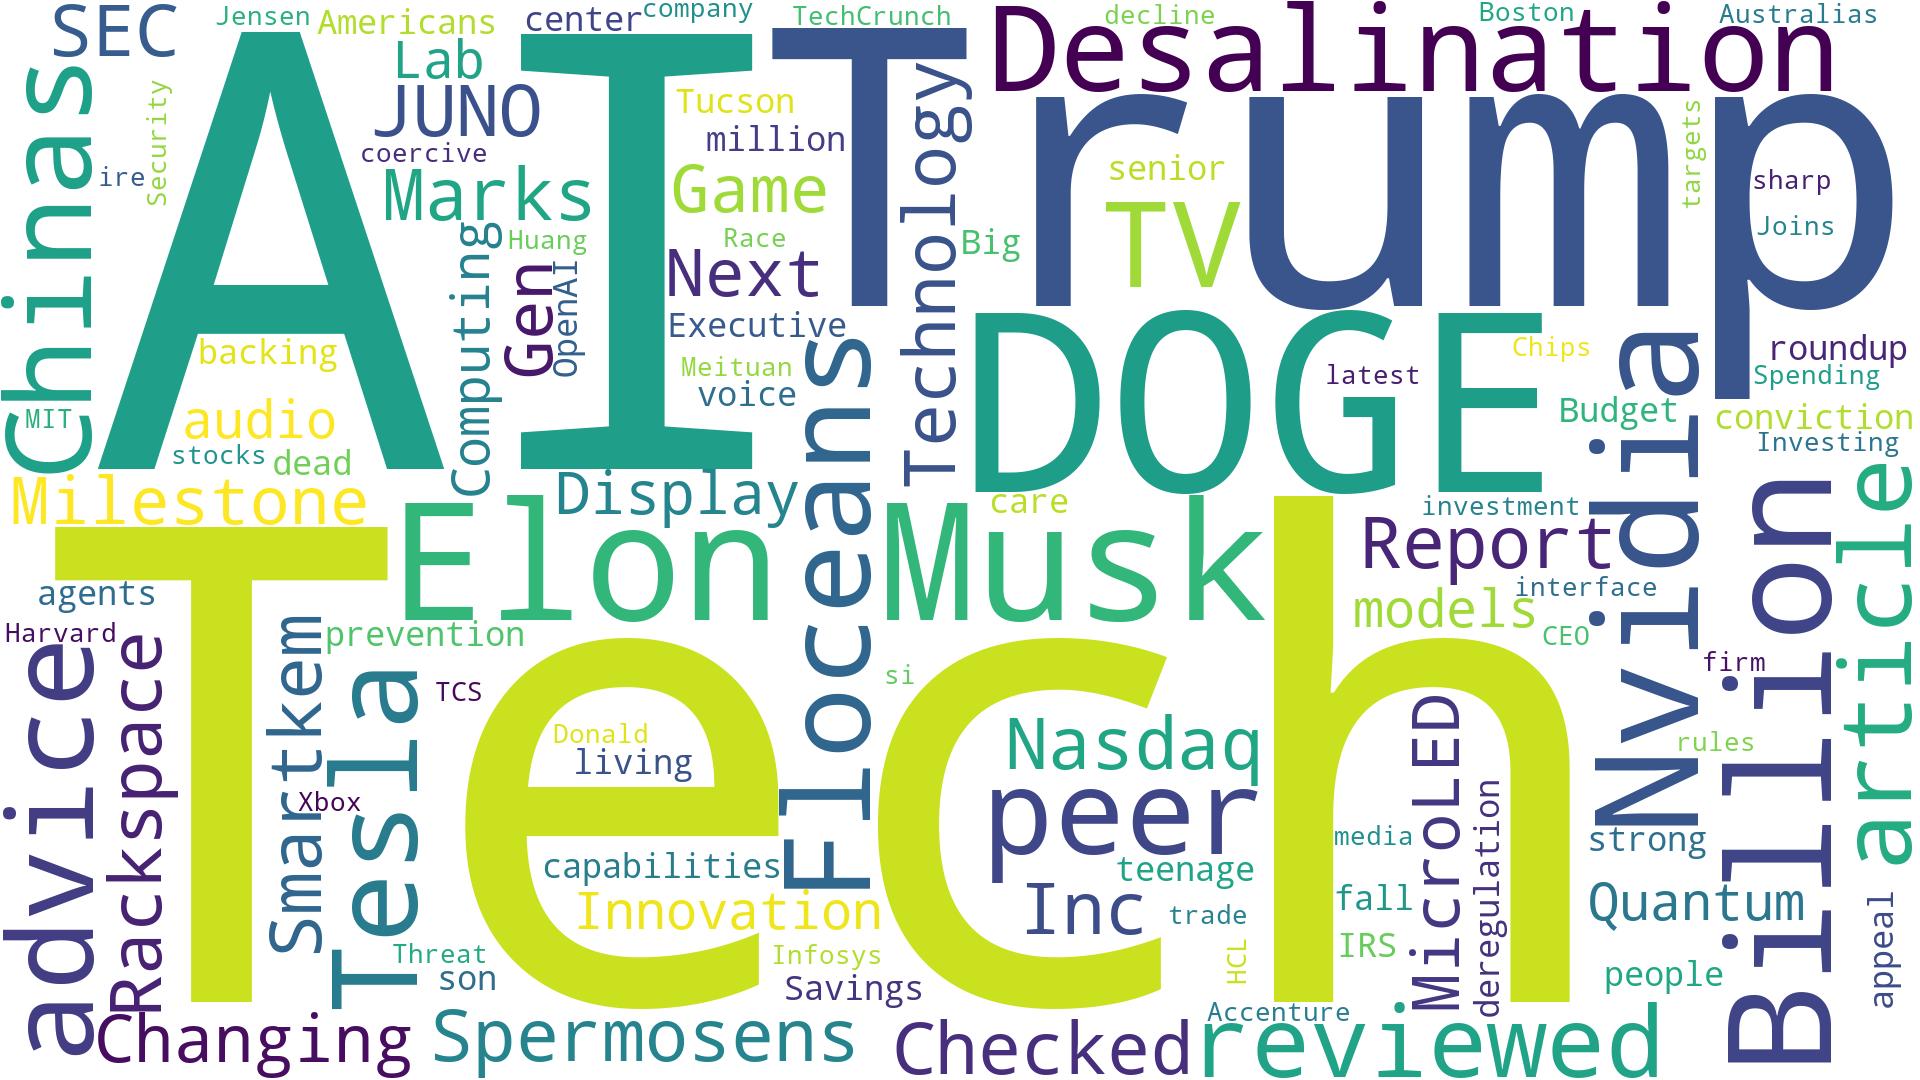 SEC
Jensen
Americans
center
company
TechCrunch
Desalination
decline
Boston
Australias
Chinas
Security
ire
AI
Lab
JUNO
coercive
Marks
Tucson
million
Game
Trump
Technology
senior
TV
Big
targets
sharp
Joins
Computing
Huang
Gen
OpenAI
Race
Next
Executive
Meituan
voice
Floceans
DOGE
latest
Chips
Nvidia
roundup
Spending
Budget
conviction
Investing
backing
MIT
audio
stocks
dead
Milestone
Display
Elon Musk
care
investment
Report
interface
models
CEO
Billion
article
Tech
agents
Harvard
advice
Rackspace
Smartkem
prevention
Tesla
TCS
si
firm
Donald
living
Xbox
Nasdaq
peer
MicroLED
rules
deregulation
media
strong
capabilities
teenage
Innovation
Inc
trade
fall
Quantum
appeal
Threat
son
Infosys
Savings
HCL
IRS
people
Changing
Spermosens
Checked
Accenture
reviewed